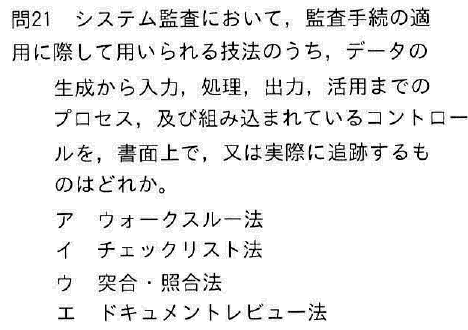 問21　システム監査において，監査手続の適
用に際して用いられる技法のうち，データの
生成から入力，処理，出力，活用までの
プロセス，及び組み込まれているコントロー
ルを，書面上で，又は実際に追跡するも
のはどれか。
ア　ウォークスルー法
イ　チェックリスト法
ウ　突合・照合法
エ　ドキュメントレビュー法